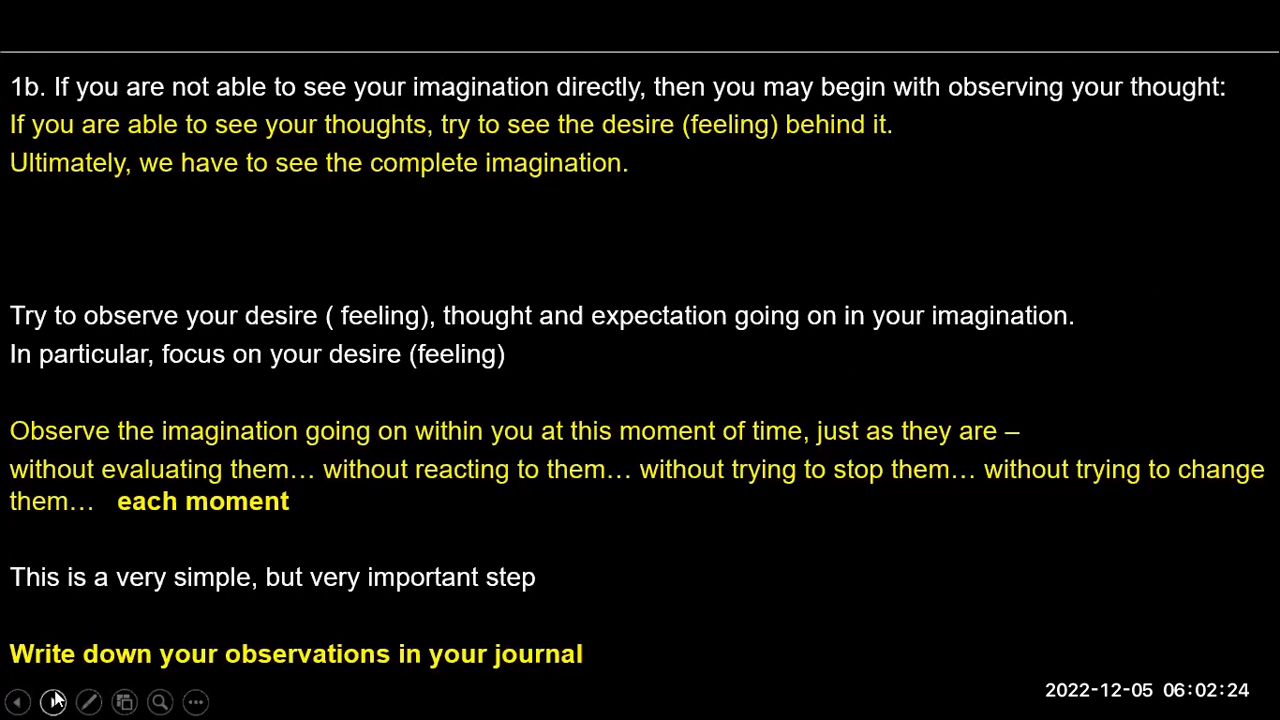 1b. If you are not able to see your imagination directly, then you may begin with observing your thought:
If you are able to see your thoughts, try to see the desire (feeling) behind it.
Ultimately, we have to see the complete imagination.
Try to observe your desire ( feeling), thought and expectation going on in your imagination.
In particular, focus on your desire (feeling)
Observe the imagination going on within you at this moment of time, just as they are –
without evaluating them… without reacting to them… without trying to stop them… without trying to change
them… each moment
This is a very simple, but very important step
Write down your observations in your journal
2022-12-05 06:02:24